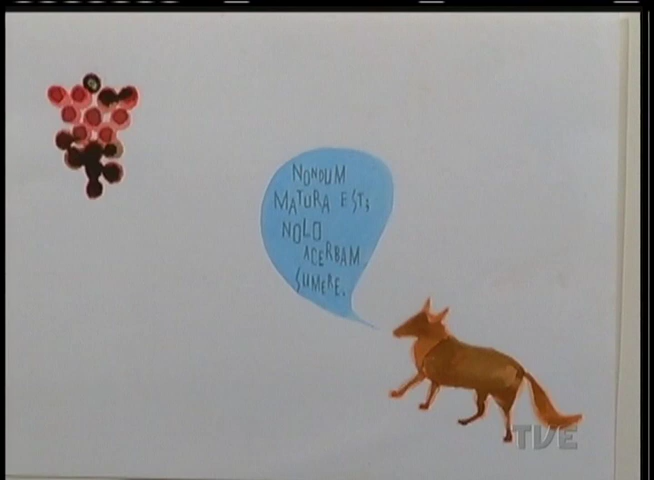 NONDUM
MATURA EST;
NOLO
ACERBAM
SUMERE.
TVE